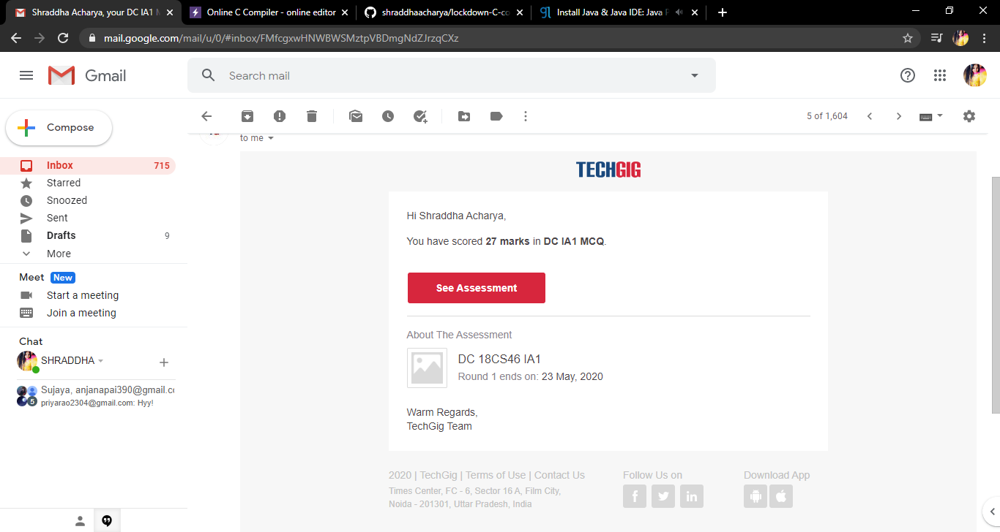 Shraddha Acharya, your DC IA1 M
Online C Compiler - online editor
shraddhaacharya/lockdown-C-co
Install Java & Java IDE: Java P
mail.google.com/mail/u/0/#inbox/FMfcgxwHNWBWSMztpVBDmgNdZJrzqCXz
Gmail
Search mail
Compose
5 of 1,604
to me
Inbox 715
Starred
Snoozed
Sent
Drafts 9
More
Meet New
Start a meeting
Join a meeting
Chat
SHRADDHA
Sujaya, anjanapai390@gmail.co
5 priyarao2304@gmail.com: Hyy!
TECHGIG
Hi Shraddha Acharya,
You have scored 27 marks in DC IA1 MCQ.
See Assessment
About The Assessment
DC 18CS46 IA1
Round 1 ends on: 23 May, 2020
Warm Regards,
TechGig Team
2020 | TechGig | Terms of Use | Contact Us
Times Center, FC - 6, Sector 16 A, Film City,
Noida - 201301, Uttar Pradesh, India
Follow Us on
Download App